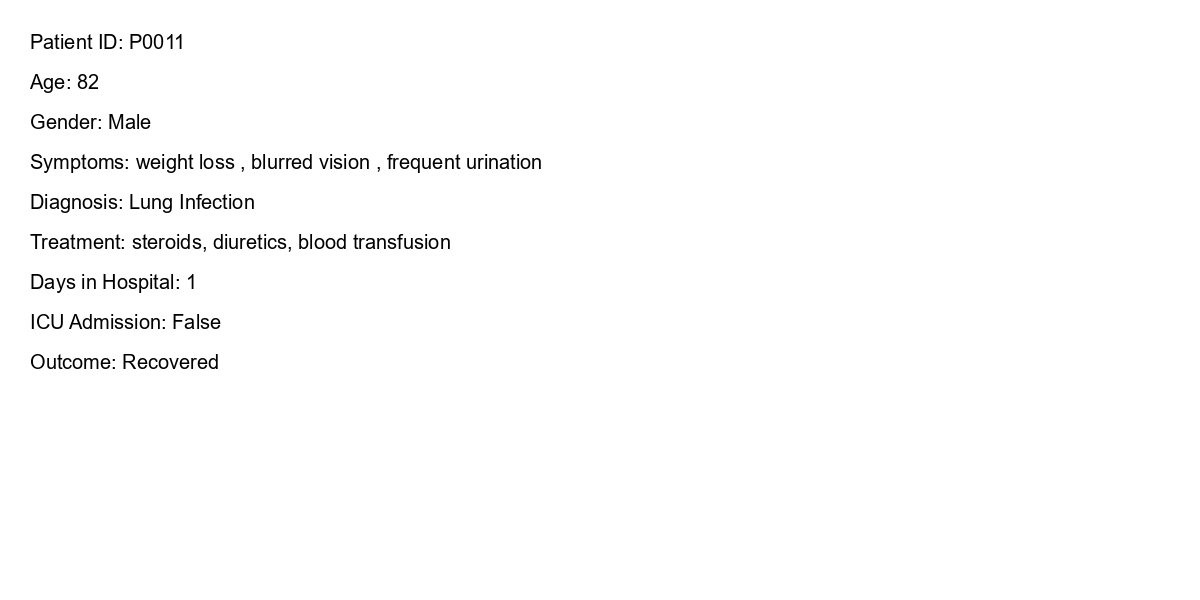 Patient ID: P0011
Age: 82
Gender: Male
Symptoms: weight loss , blurred vision , frequent urination
Diagnosis: Lung Infection
Treatment: steroids, diuretics, blood transfusion
Days in Hospital: 1
ICU Admission: False
Outcome: Recovered